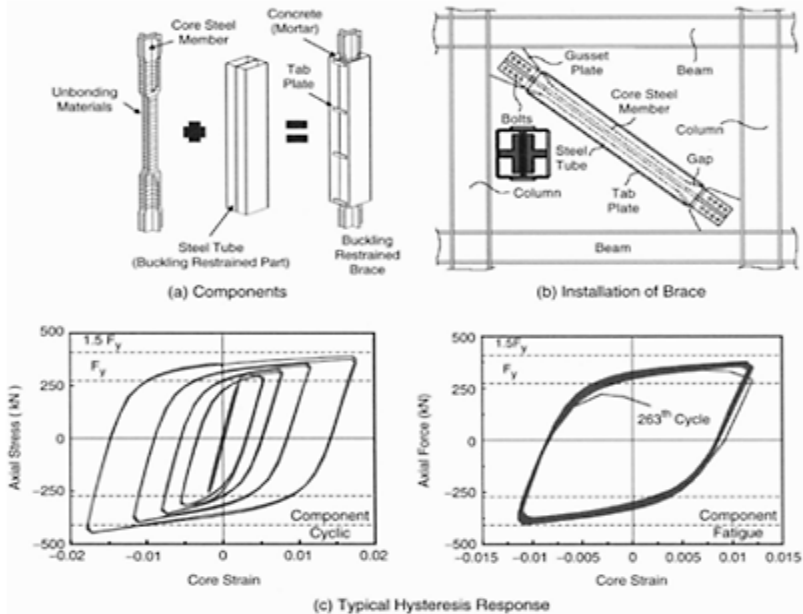 Core Steel
Member
Unbonding
Materials
Concrete
(Mortar)
Tab
Plate
Steel Tube
(Buckling Restrained Part)
Buckling
Restrained
Brace
(a) Components
Gusset
Plate
Beam
Core Steel
Member
Bolts
Steel
Tube
Column
Gap
Column
Tab
Plate
Beam
(b) Installation of Brace
Axial Stress ( kN )
500
250
0
−250
−500
1.5 Fy
Fy
Component
Cyclic
−0.02
−0.01
0
0.01
0.02
Core Strain
Axial Force (kN)
500
250
0
−250
−500
1.5Fy
Fy
263th Cycle
Component
Fatigue
−0.015
−0.01
−0.005
0
0.005
0.01
0.015
Core Strain
(c) Typical Hysteresis Response